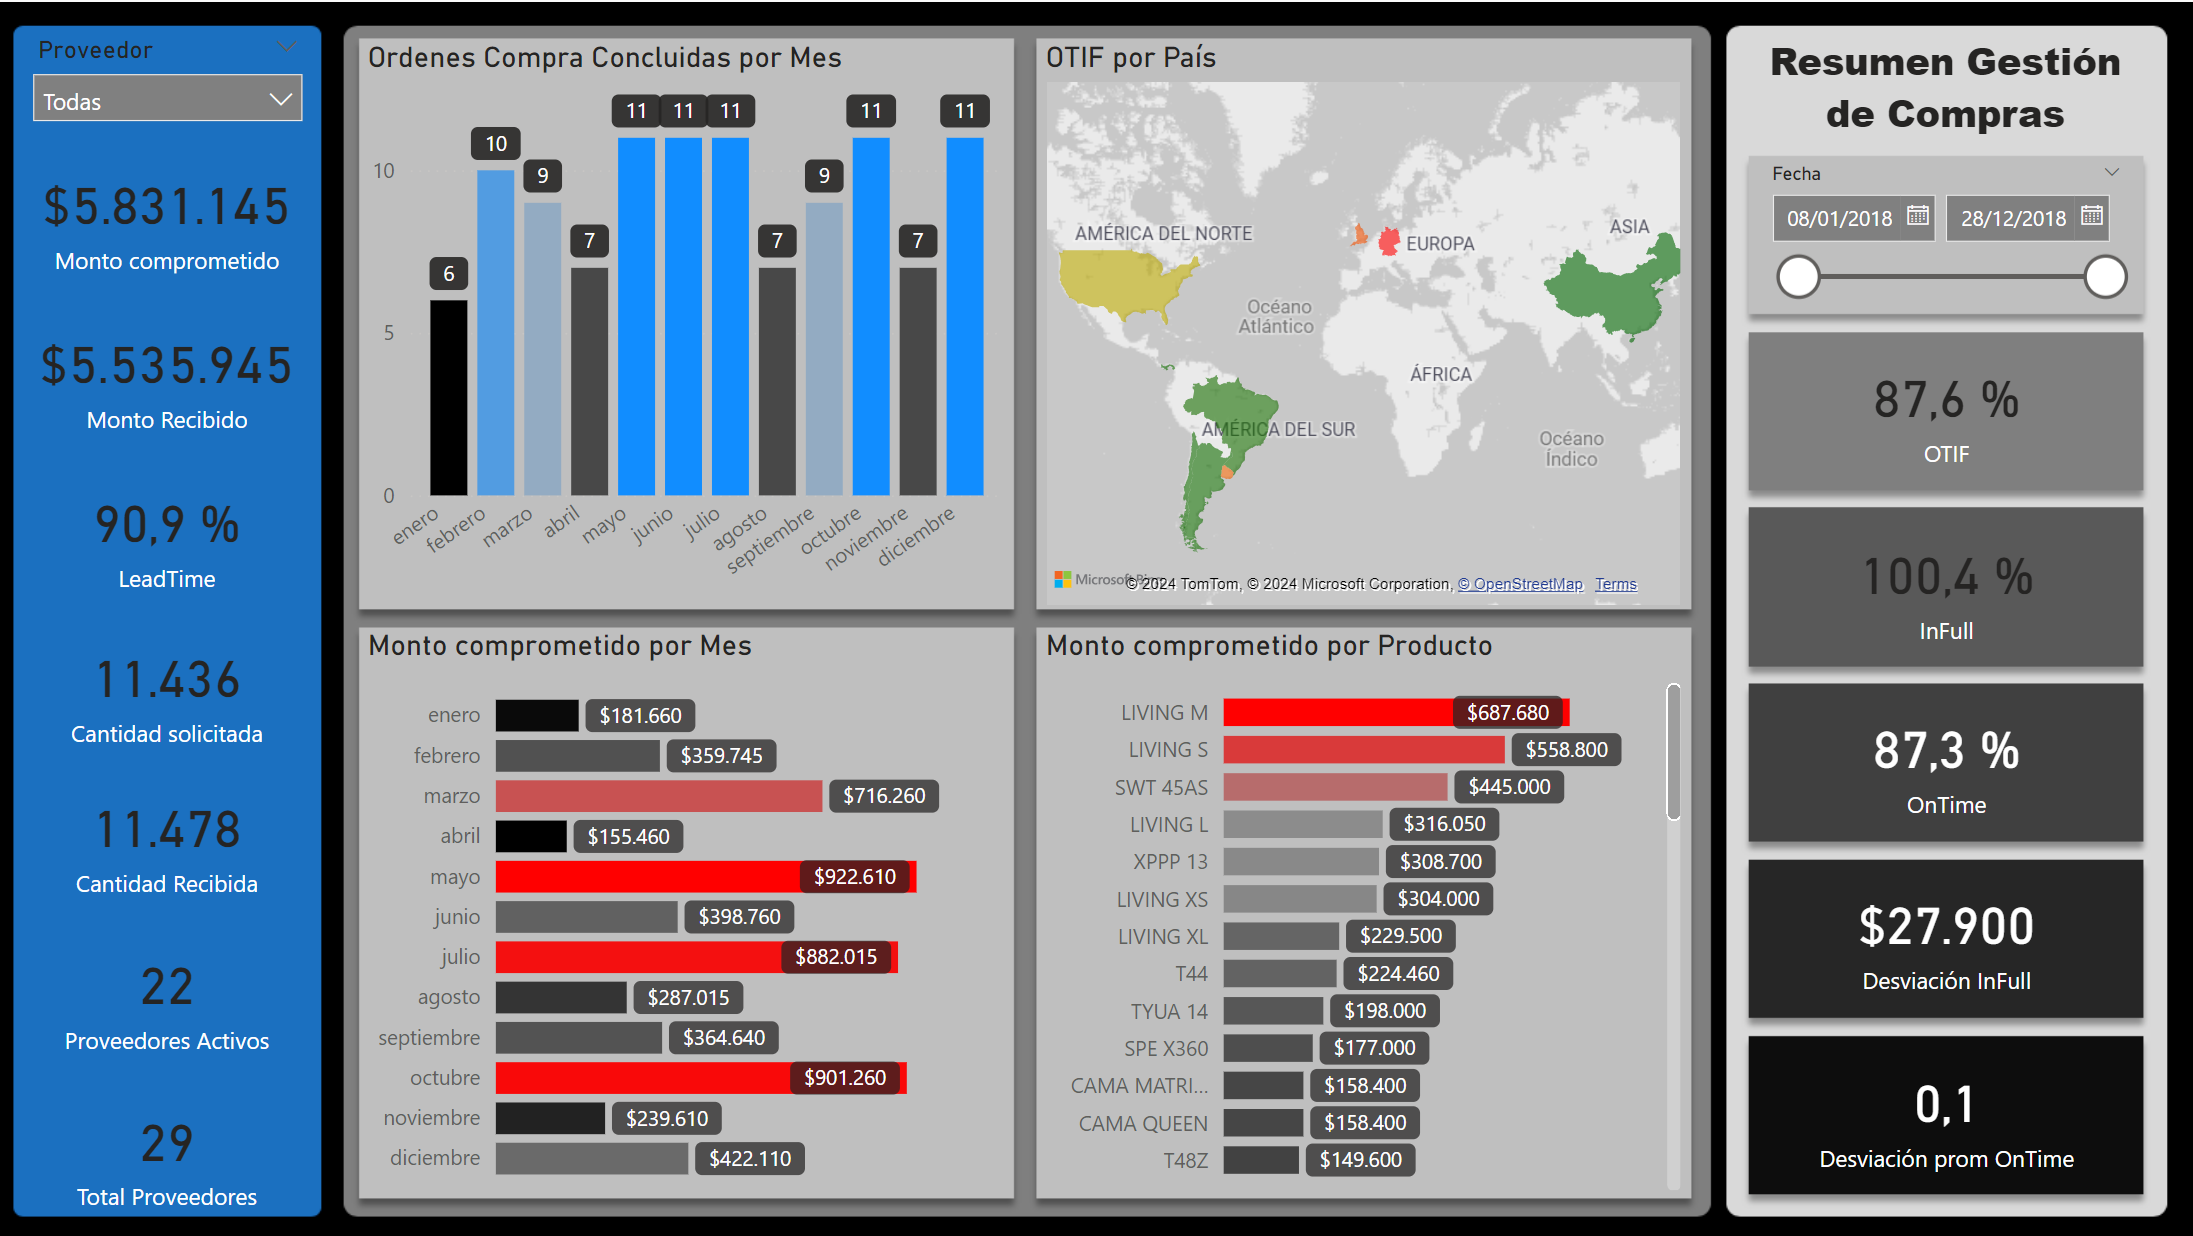 Proveedor
Todas
$5.831.145
Monto comprometido
$5.535.945
Monto Recibido
90,9 %
LeadTime
11.436
Cantidad solicitada
11.478
Cantidad Recibida
22
Proveedores Activos
29
Total Proveedores
Ordenes Compra Concluidas por Mes
10
5
0
6
10
9
7
11
11
11
7
9
11
7
11
enero
febrero
marzo
abril
mayo
junio
julio
agosto
septiembre
octubre
noviembre
diciembre
OTIF por País
AMÉRICA DEL NORTE
EUROPA
ASIA
Océano
Atlántico
ÁFRICA
AMÉRICA DEL SUR
Océano
Índico
Microsoft
© 2024 TomTom, © 2024 Microsoft Corporation, © OpenStreetMap Terms
Monto comprometido por Mes
enero $181.660
febrero $359.745
marzo $716.260
abril $155.460
mayo $922.610
junio $398.760
julio $882.015
agosto $287.015
septiembre $364.640
octubre $901.260
noviembre $239.610
diciembre $422.110
Monto comprometido por Producto
LIVING M $687.680
LIVING S $558.800
SWT 45AS $445.000
LIVING L $316.050
XPPP 13 $308.700
LIVING XS $304.000
LIVING XL $229.500
T44 $224.460
TYUA 14 $198.000
SPE X360 $177.000
CAMA MATRI... $158.400
CAMA QUEEN $158.400
T48Z $149.600
Resumen Gestión
de Compras
Fecha
08/01/2018
28/12/2018
87,6 %
OTIF
100,4 %
InFull
87,3 %
OnTime
$27.900
Desviación InFull
0,1
Desviación prom OnTime